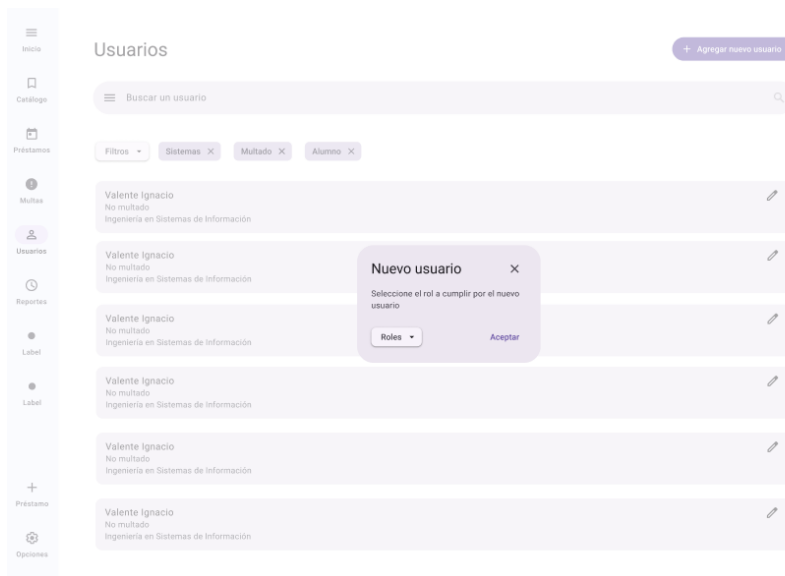 Inicio
Catálogo
Préstamos
Multas
Usuarios
Reportes
Label
Label
Préstamo
Opciones
Usuarios
+ Agregar nuevo usuario
Buscar un usuario
Filtros
Sistemas
Multado
Alumno
Valente Ignacio
No multado
Ingeniería en Sistemas de Información
Valente Ignacio
No multado
Ingeniería en Sistemas de Información
Valente Ignacio
No multado
Ingeniería en Sistemas de Información
Valente Ignacio
No multado
Ingeniería en Sistemas de Información
Valente Ignacio
No multado
Ingeniería en Sistemas de Información
Valente Ignacio
No multado
Ingeniería en Sistemas de Información
Nuevo usuario
Seleccione el rol a cumplir por el nuevo
usuario
Roles
Aceptar